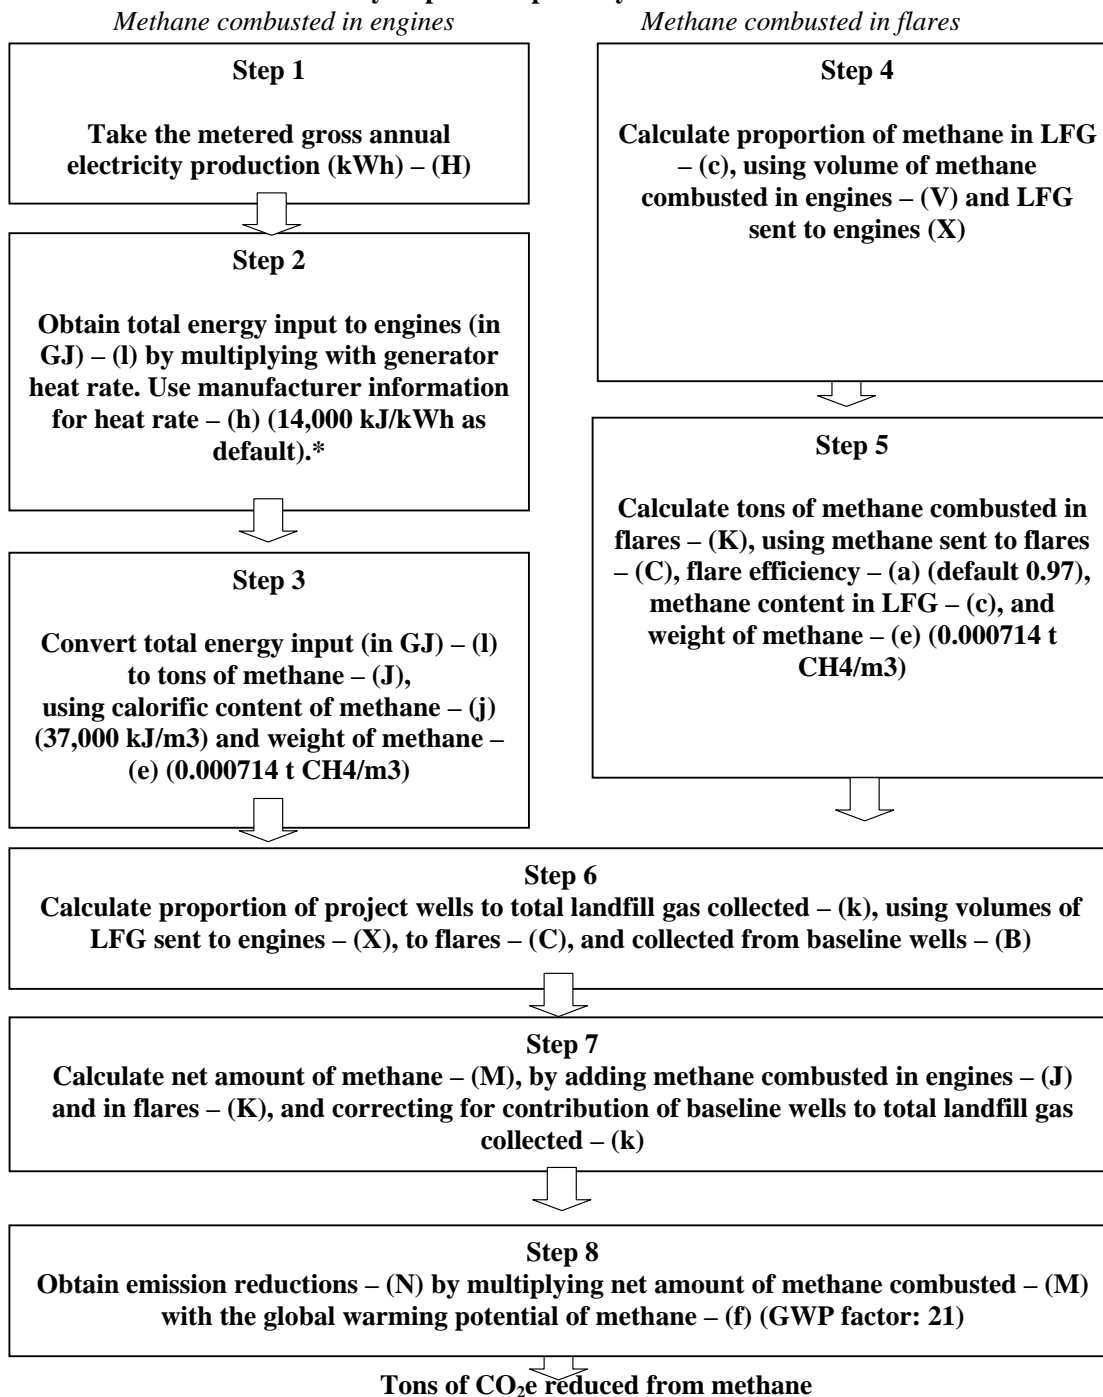 Methane combusted in engines
Methane combusted in flares
Step 1
Take the metered gross annual
electricity production (kWh) – (H)
Step 2
Obtain total energy input to engines (in
GJ) – (l) by multiplying with generator
heat rate. Use manufacturer information
for heat rate – (h) (14,000 kJ/kWh as
default).*
Step 3
Convert total energy input (in GJ) – (l)
to tons of methane – (J),
using calorific content of methane – (j)
(37,000 kJ/m3) and weight of methane –
(e) (0.000714 t CH4/m3)
Step 4
Calculate proportion of methane in LFG
– (c), using volume of methane
combusted in engines – (V) and LFG
sent to engines (X)
Step 5
Calculate tons of methane combusted in
flares – (K), using methane sent to flares
– (C), flare efficiency – (a) (default 0.97),
methane content in LFG – (c), and
weight of methane – (e) (0.000714 t
CH4/m3)
Step 6
Calculate proportion of project wells to total landfill gas collected – (k), using volumes of
LFG sent to engines – (X), to flares – (C), and collected from baseline wells – (B)
Step 7
Calculate net amount of methane – (M), by adding methane combusted in engines – (J)
and in flares – (K), and correcting for contribution of baseline wells to total landfill gas
collected – (k)
Step 8
Obtain emission reductions – (N) by multiplying net amount of methane combusted – (M)
with the global warming potential of methane – (f) (GWP factor: 21)
Tons of CO₂e reduced from methane